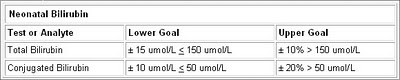 Neonatal Bilirubin
Test or Analyte Lower Goal Upper Goal
Total Bilirubin ± 15 umol/L ≤ 150 umol/L ± 10% > 150 umol/L
Conjugated Bilirubin ± 10 umol/L ≤ 50 umol/L ± 20% > 50 umol/L